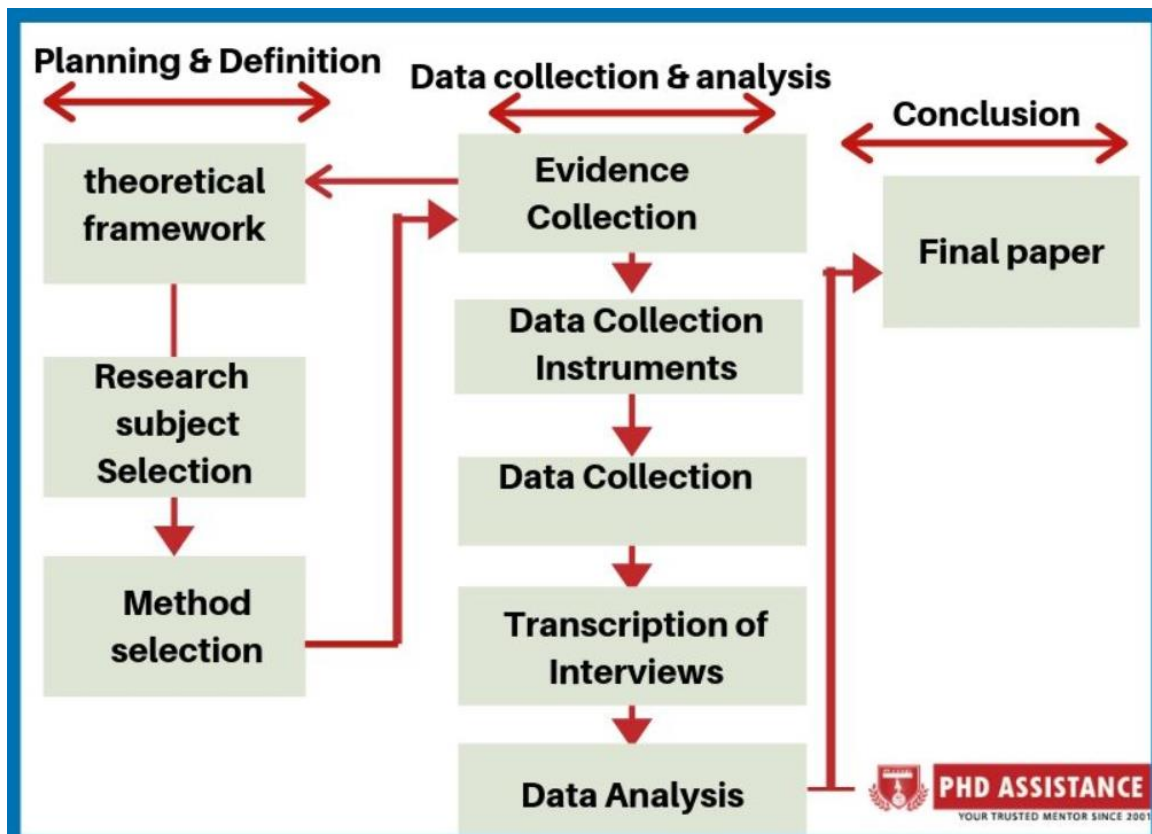 Planning & Definition
theoretical
framework
Research
subject
Selection
Method
selection
Data collection & analysis
Evidence
Collection
Data Collection
Instruments
Data Collection
Transcription of
Interviews
Data Analysis
Conclusion
Final paper
PHD ASSISTANCE
YOUR TRUSTED MENTOR SINCE 2001